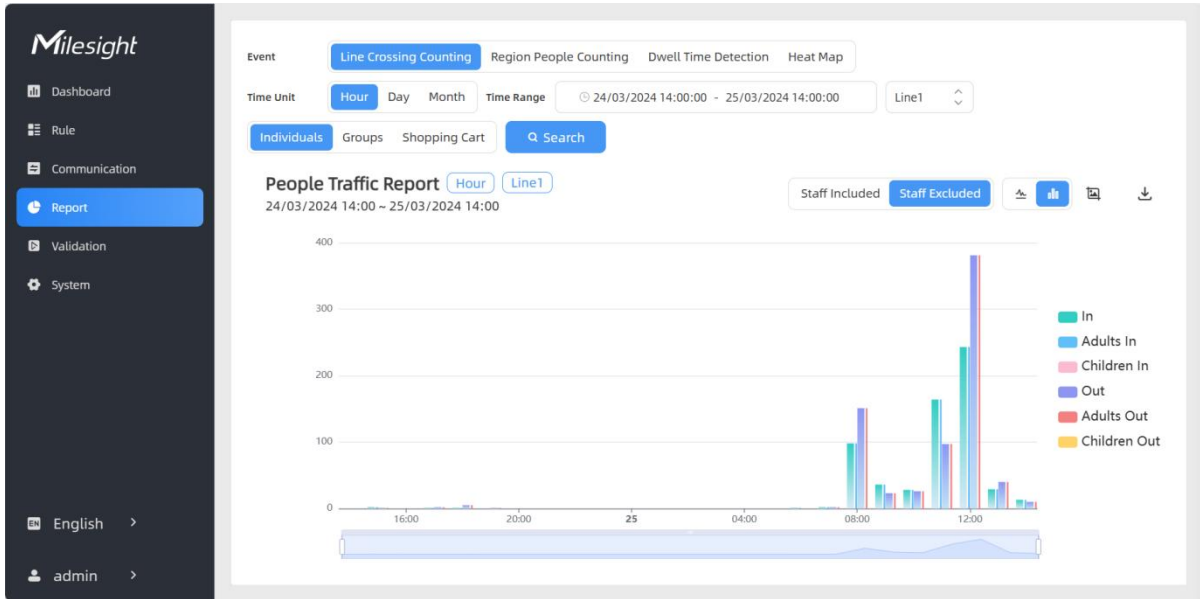 Milesight
Dashboard
Rule
Communication
Report
Validation
System
EN English >
admin >
Event Line Crossing Counting Region People Counting Dwell Time Detection Heat Map
Time Unit Hour Day Month Time Range 24/03/2024 14:00:00 - 25/03/2024 14:00:00 Line1
Individuals Groups Shopping Cart Search
People Traffic Report Hour Line1
24/03/2024 14:00 ~ 25/03/2024 14:00
Staff Included Staff Excluded
400
300
200
100
0
16:00 20:00 25 04:00 08:00 12:00
In
Adults In
Children In
Out
Adults Out
Children Out